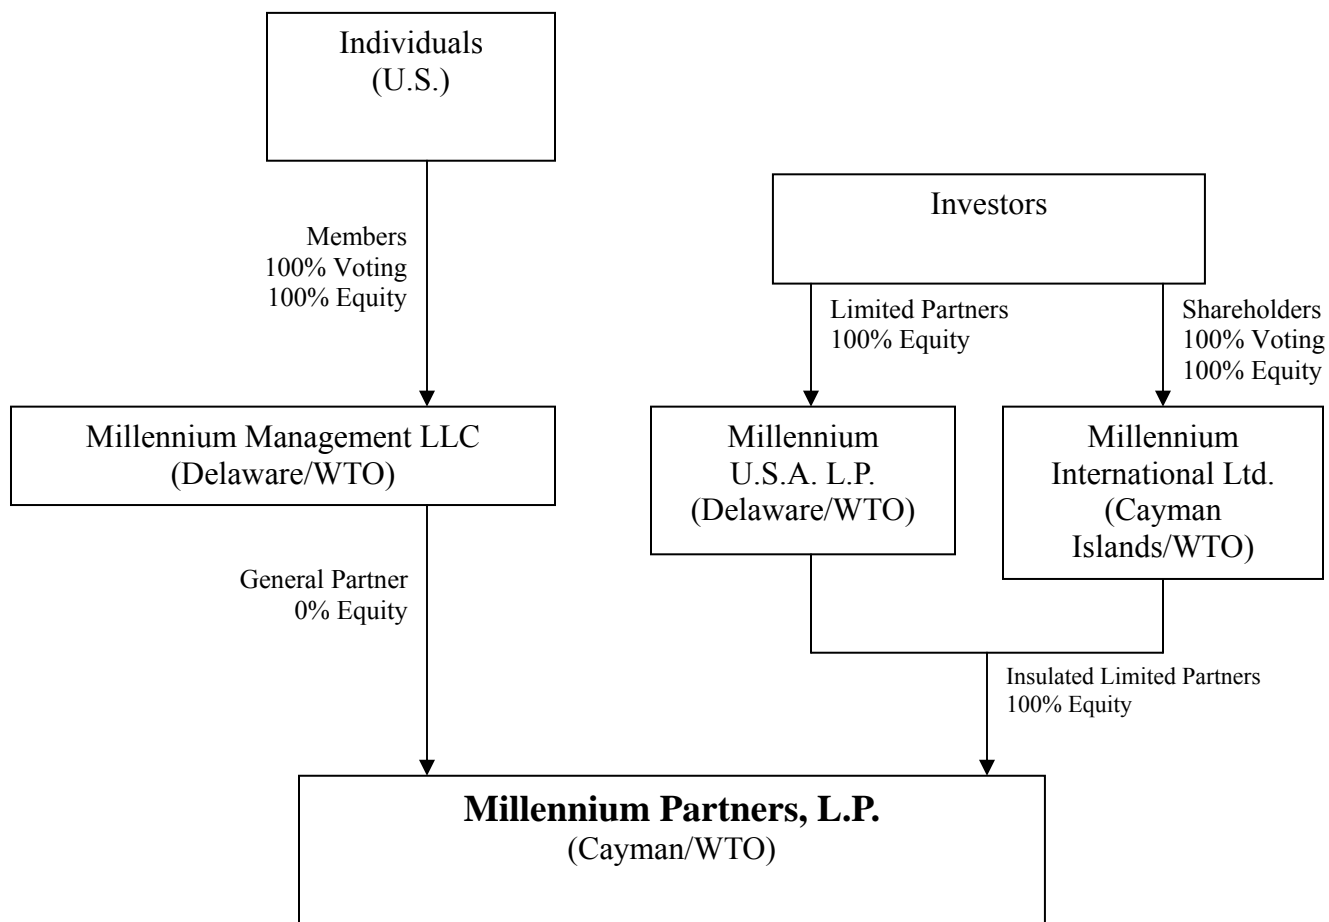 Individuals
(U.S.)
Investors
Members
100% Voting
100% Equity
Limited Partners
100% Equity
Shareholders
100% Voting
100% Equity
Millennium Management LLC
(Delaware/WTO)
Millennium
U.S.A. L.P.
(Delaware/WTO)
Millennium
International Ltd.
(Cayman
Islands/WTO)
General Partner
0% Equity
Insulated Limited Partners
100% Equity
Millennium Partners, L.P.
(Cayman/WTO)